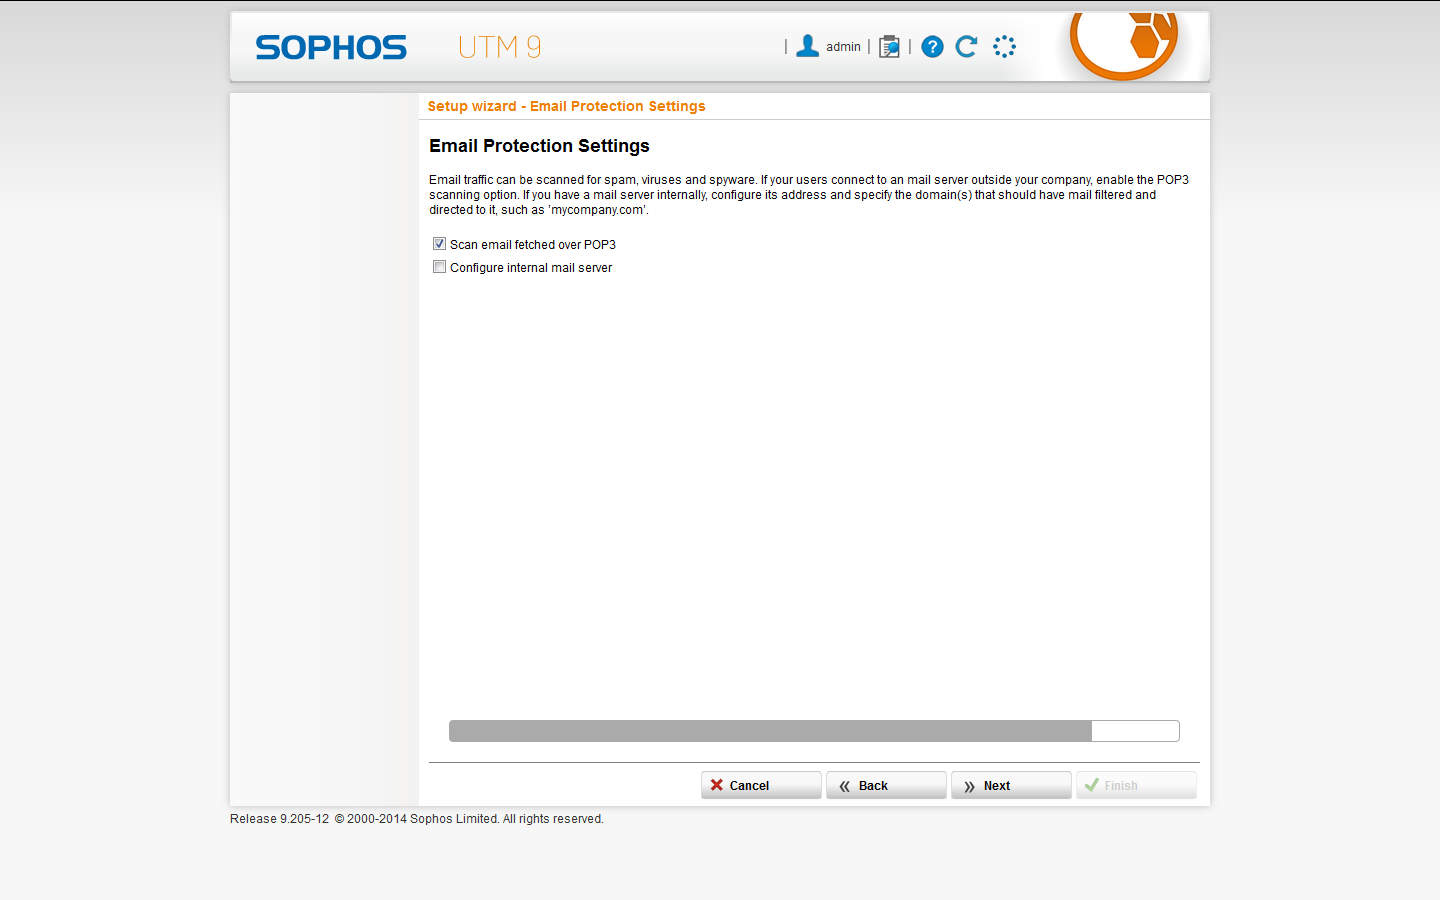 SOPHOS UTM 9 | admin | | ?
Setup wizard - Email Protection Settings
Email Protection Settings
Email traffic can be scanned for spam, viruses and spyware. If your users connect to an mail server outside your company, enable the POP3
scanning option. If you have a mail server internally, configure its address and specify the domain(s) that should have mail filtered and
directed to it, such as 'mycompany.com'.
Scan email fetched over POP3
Configure internal mail server
Cancel « Back » Next Finish
Release 9.205-12 © 2000-2014 Sophos Limited. All rights reserved.